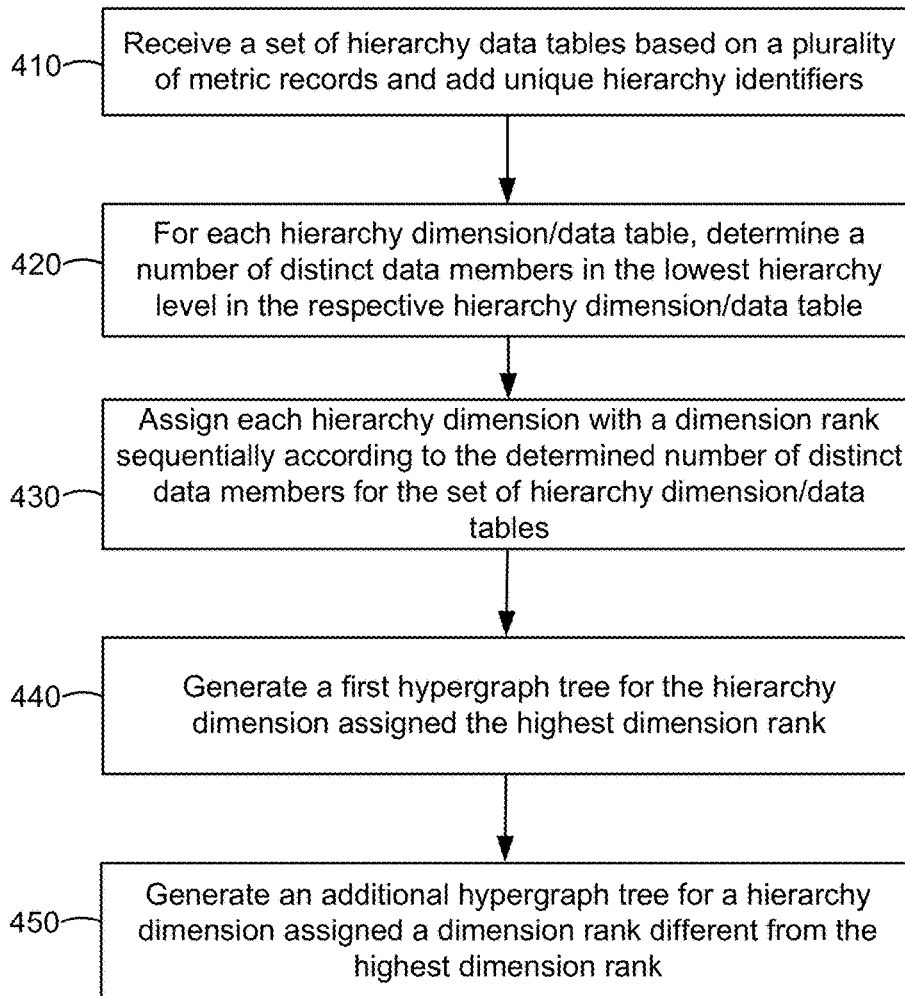 410
Receive a set of hierarchy data tables based on a plurality
of metric records and add unique hierarchy identifiers
420
For each hierarchy dimension/data table, determine a
number of distinct data members in the lowest hierarchy
level in the respective hierarchy dimension/data table
430
Assign each hierarchy dimension with a dimension rank
sequentially according to the determined number of distinct
data members for the set of hierarchy dimension/data
tables
440
Generate a first hypergraph tree for the hierarchy
dimension assigned the highest dimension rank
450
Generate an additional hypergraph tree for a hierarchy
dimension assigned a dimension rank different from the
highest dimension rank